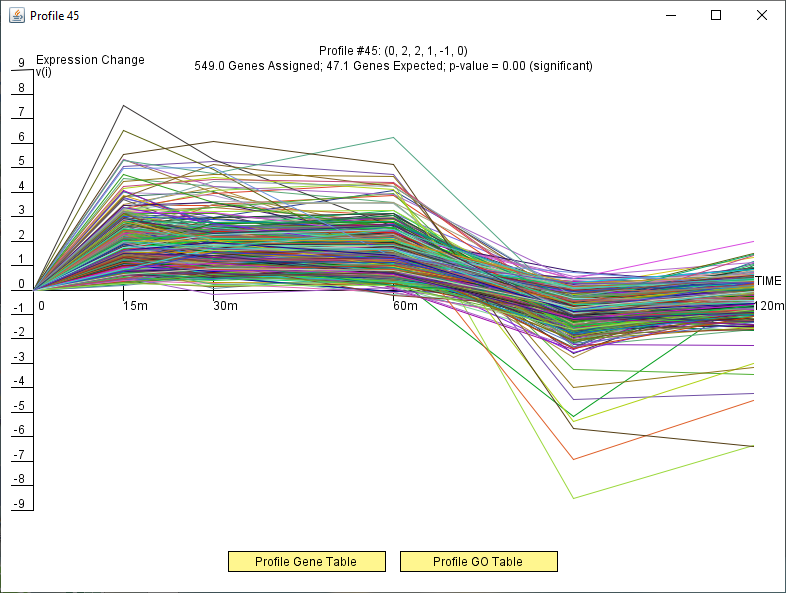 Profile 45
Profile #45: (0, 2, 2, 1, -1, 0)
549.0 Genes Assigned; 47.1 Genes Expected; p-value = 0.00 (significant)
Expression Change
v(i)
9
8
7
6
5
4
3
2
1
0
-1
-2
-3
-4
-5
-6
-7
-8
-9
TIME
0 15m 30m 60m 120m
Profile Gene Table Profile GO Table